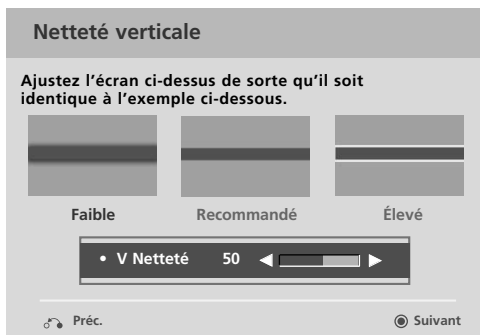 Netteté verticale
Ajustez l’écran ci-dessus de sorte qu’il soit
identique à l’exemple ci-dessous.
Faible Recommandé Élevé
• V Netteté 50
Préc. Suivant